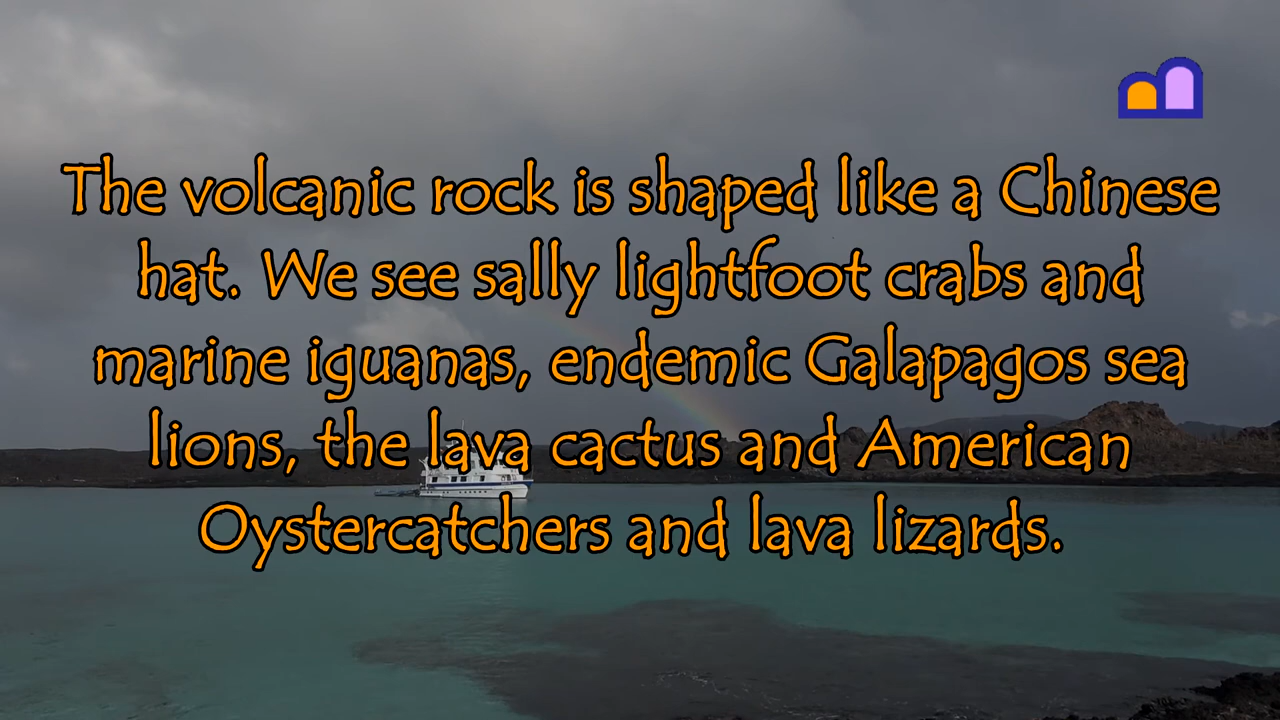 The volcanic rock is shaped like a Chinese
hat. We see sally lightfoot crabs and
marine iguanas, endemic Galapagos sea
lions, the lava cactus and American
Oystercatchers and lava lizards.